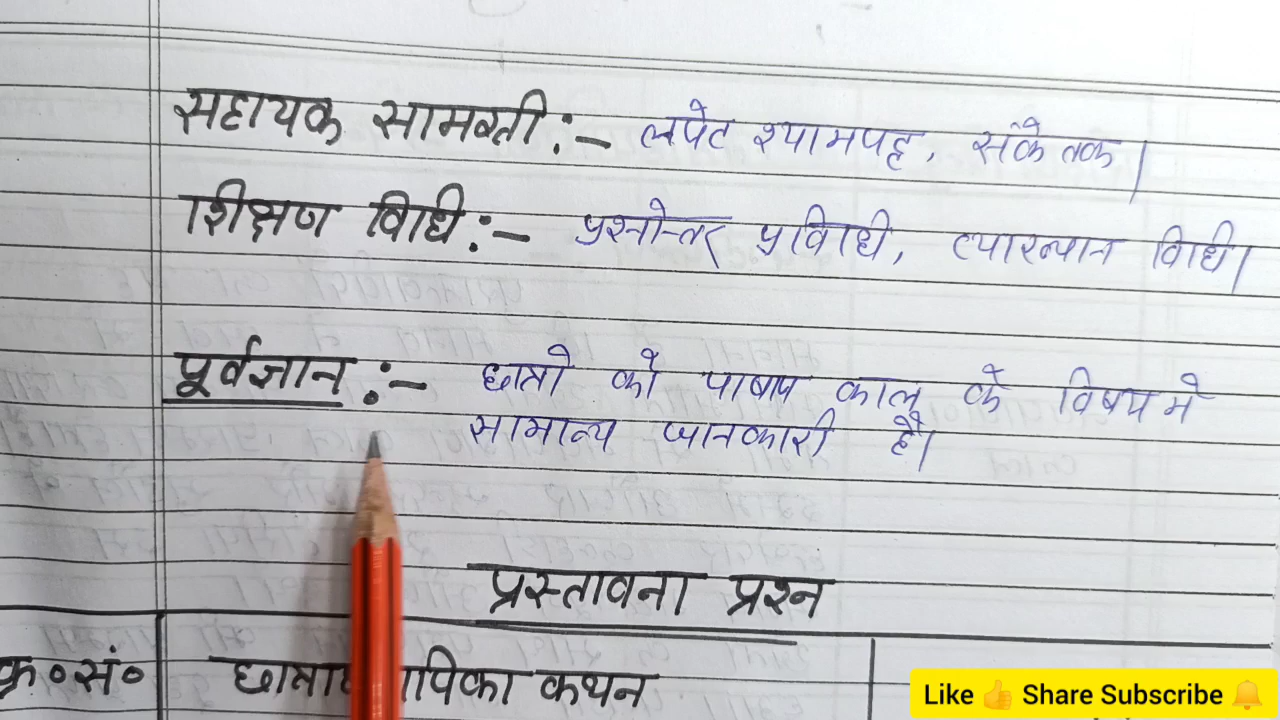 सहायक सामग्री :- लपेट श्यामपट्ट, संकेतक।
शिक्षण विधि :- प्रश्नोत्तर प्रविधि, व्याख्यान विधि।
पूर्वज्ञान :- छात्रो को पाषाण काल के विषय मे
सामान्य जानकारी है।
प्रस्तावना प्रश्न
क्र०सं० छात्राध्यापिका कथन
Like 👍 Share Subscribe 🔔